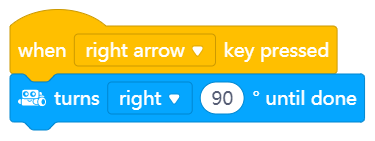 when right arrow key pressed
turns right 90 ° until done